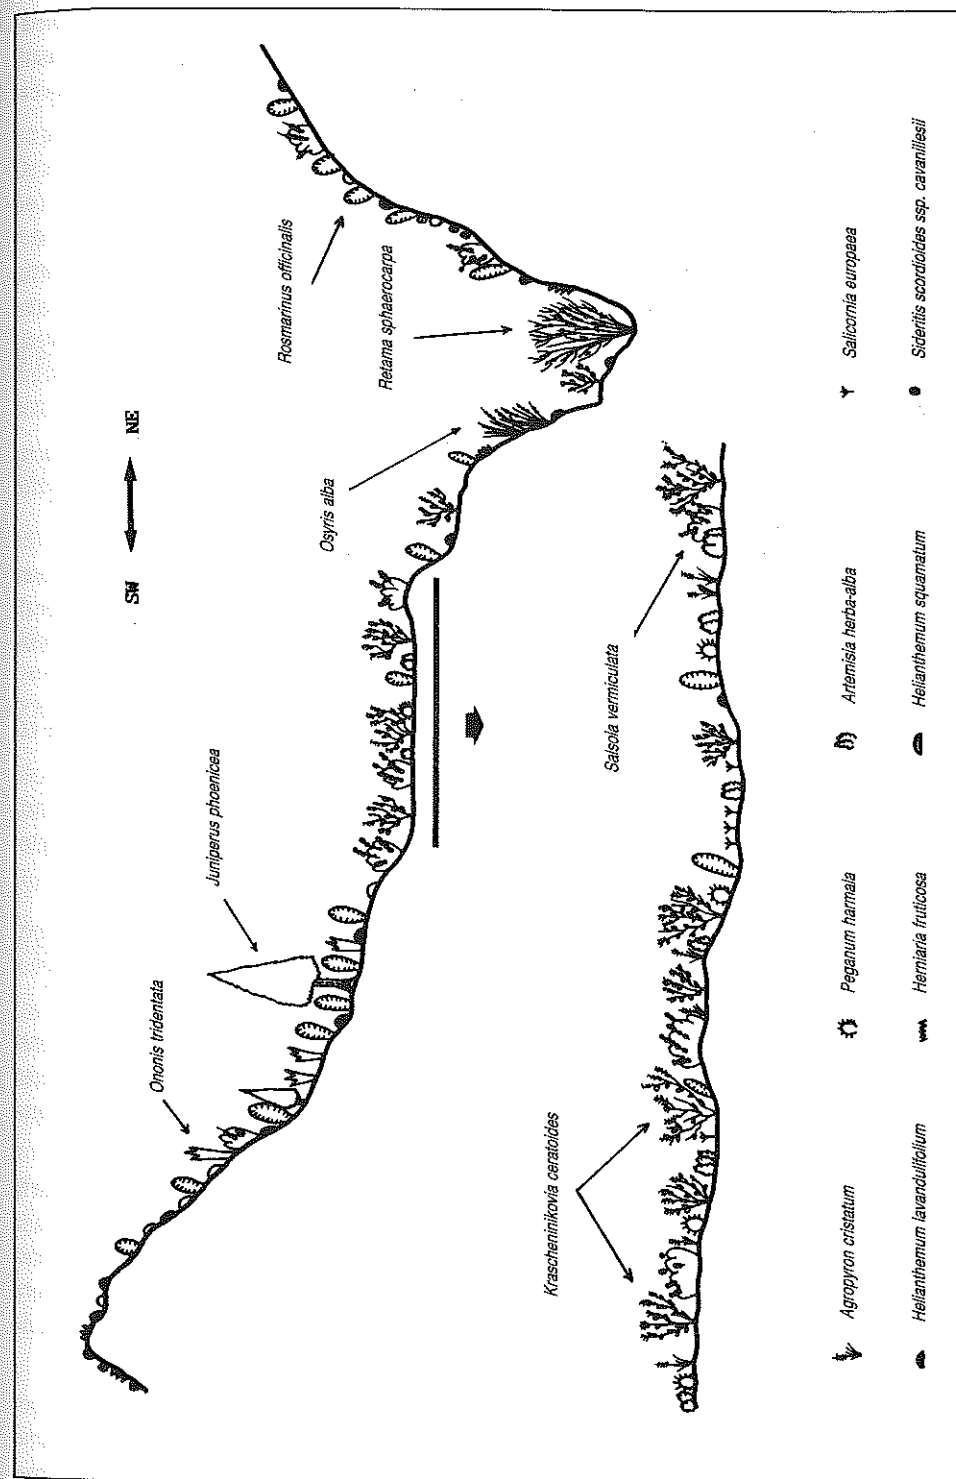 SW NE
Rosmarinus officinalis
Retama sphaerocarpa
Osyris alba
Juniperus phoenicea
Ononis tridentata
Salsola vermiculata
Krascheninikovia ceratoides
Agropyron cristatum Peganum harmala Artemisia herba-alba Salicornia europaea
Helianthemum lavandulifolium Herniaria fruticosa Helianthemum squamatum Sideritis scordioides ssp. cavanillesii